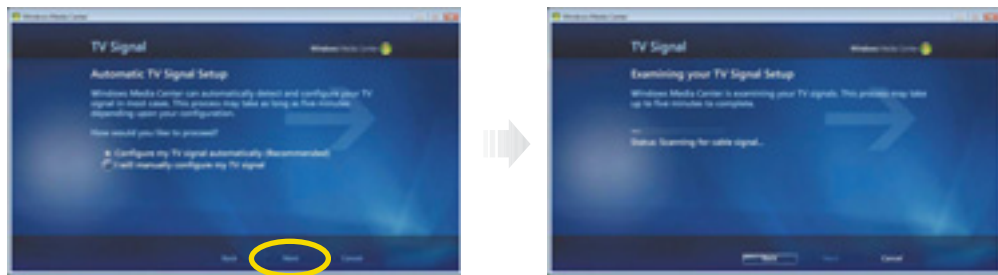 Windows Media Center
TV Signal
Windows Media Center
Automatic TV Signal Setup
Windows Media Center can automatically detect and configure your TV
signal in most cases. This process may take as long as five minutes
depending upon your configuration.
How would you like to proceed?
Configure my TV signal automatically (Recommended)
I will manually configure my TV signal
Back Next Cancel
Windows Media Center
TV Signal
Windows Media Center
Examining your TV Signal Setup
Windows Media Center is examining your TV signals. This process may take
up to five minutes to complete.
Status: Scanning for cable signal...
Back Next Cancel